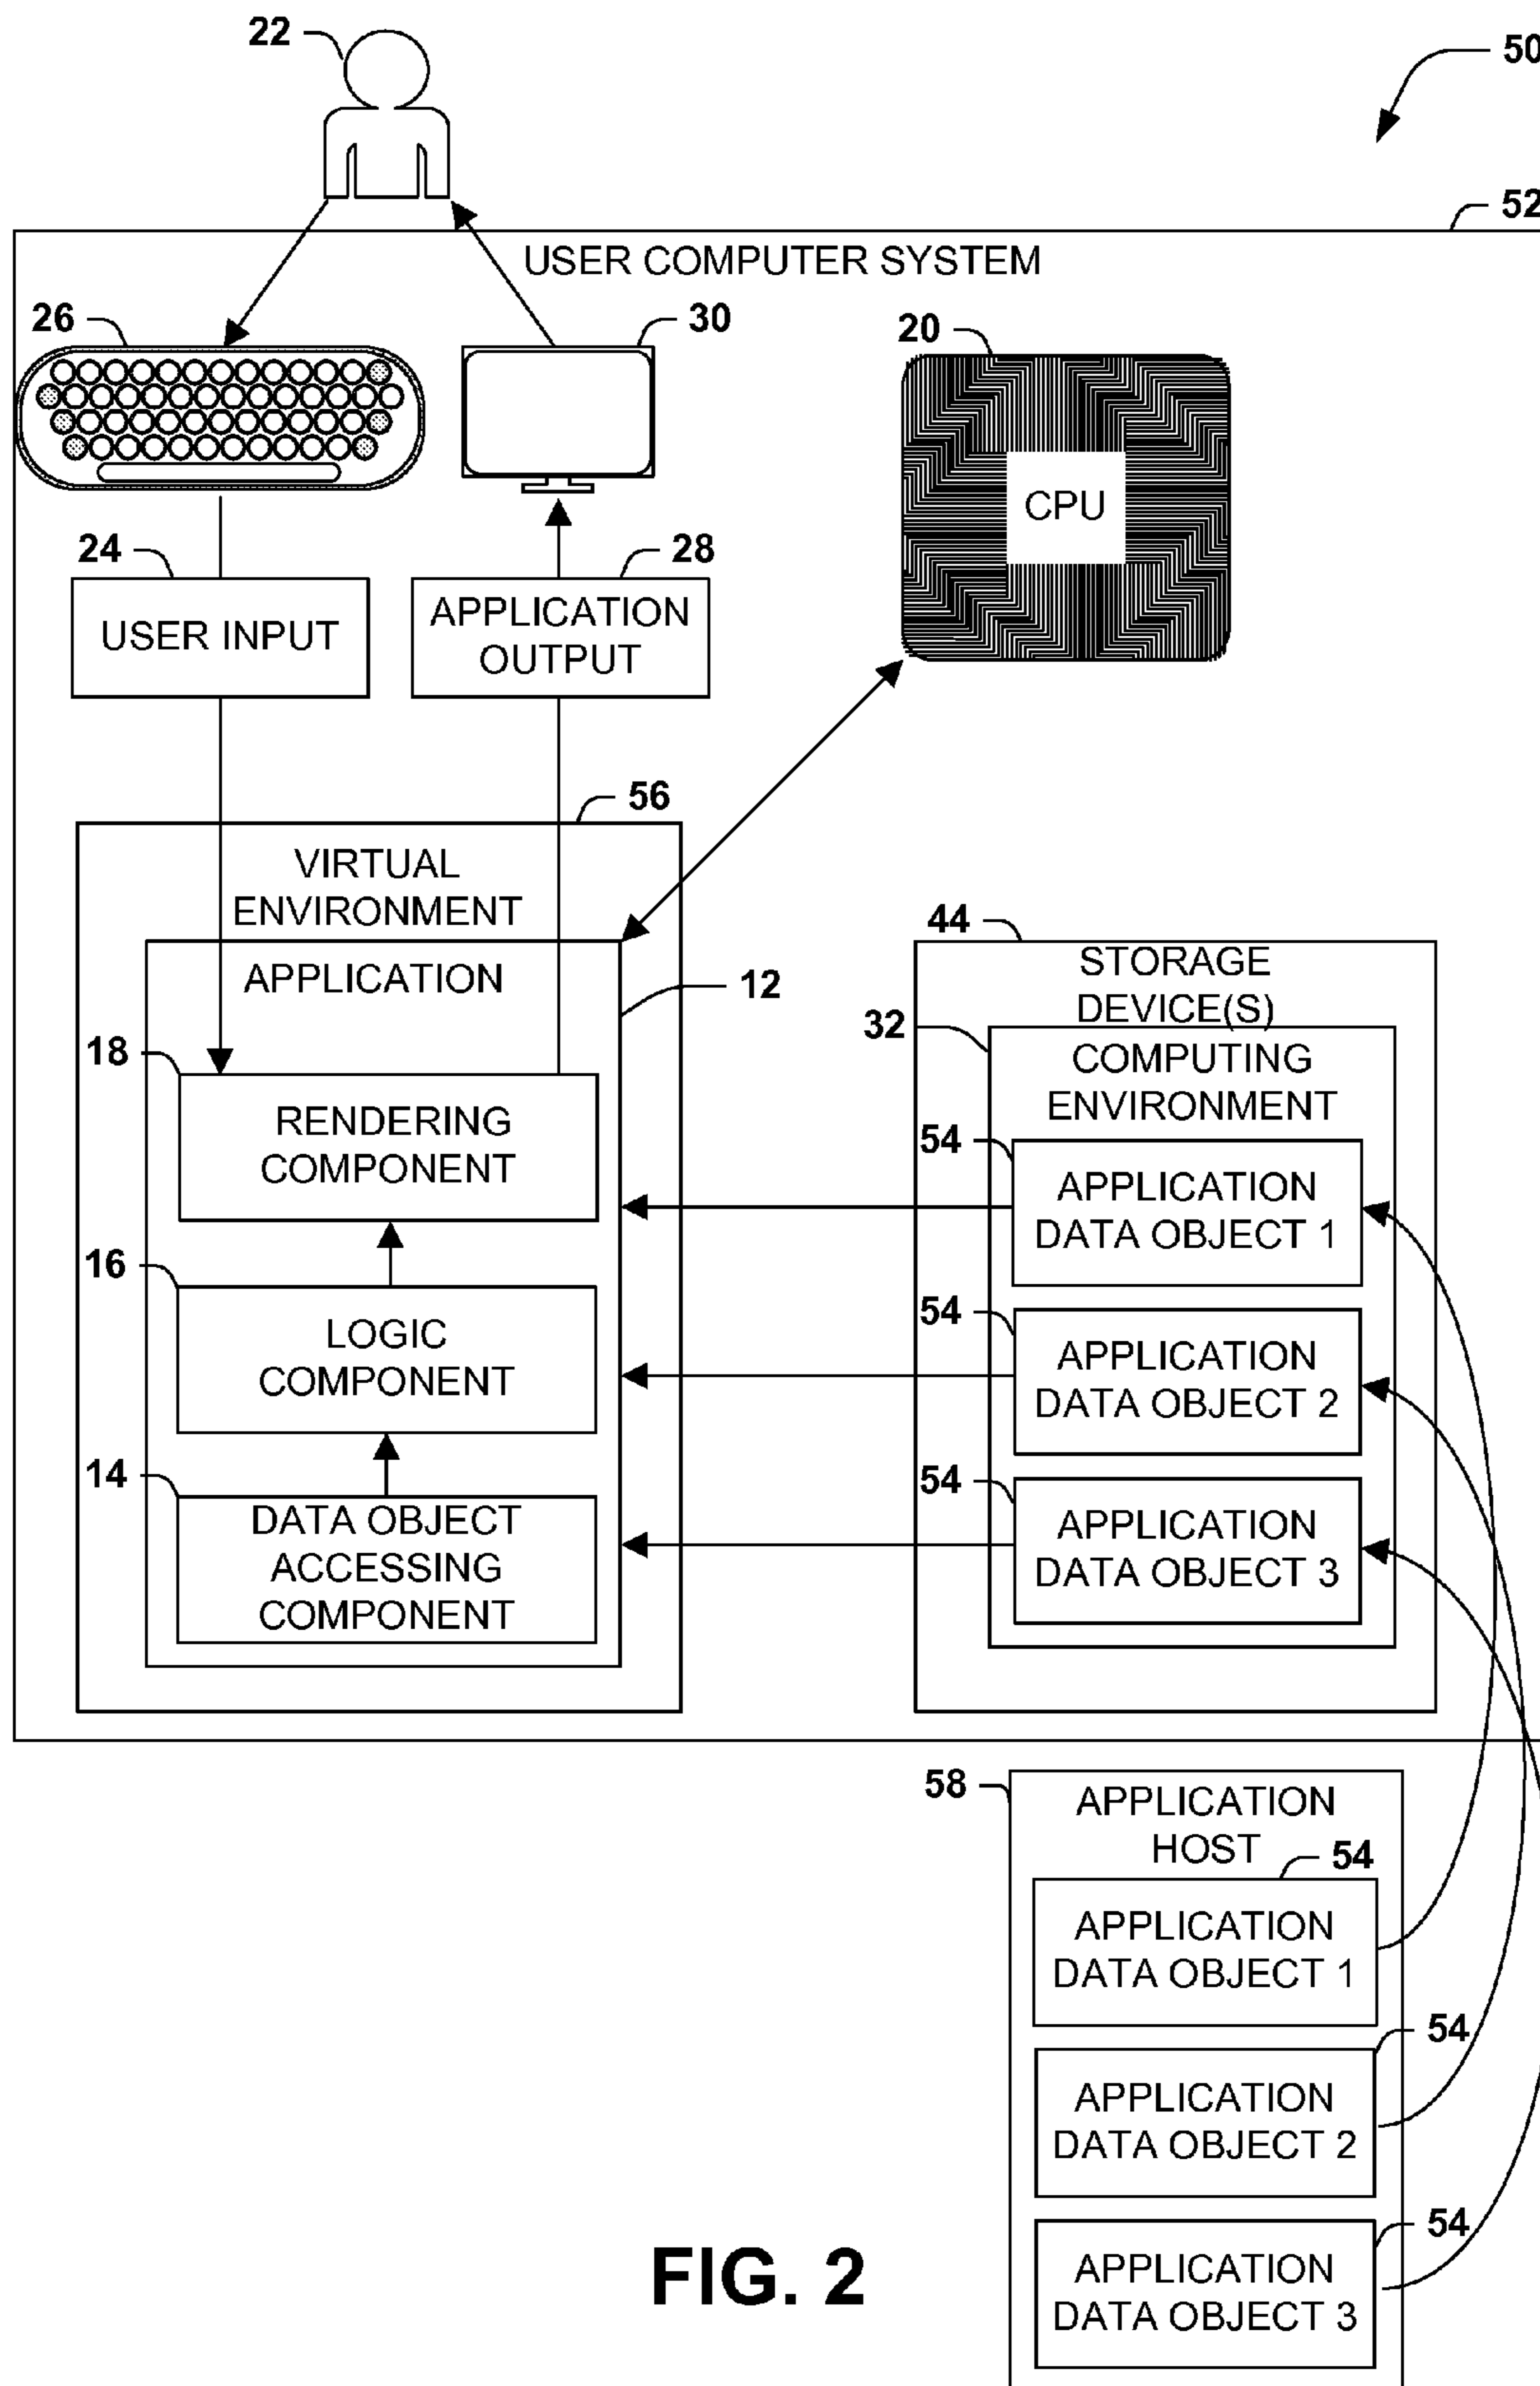 22
50
52
USER COMPUTER SYSTEM
26
30
20
CPU
24
28
USER INPUT
APPLICATION
OUTPUT
56
VIRTUAL
ENVIRONMENT
44
STORAGE
DEVICE(S)
APPLICATION
12
32
COMPUTING
ENVIRONMENT
18
RENDERING
COMPONENT
54
APPLICATION
DATA OBJECT 1
16
LOGIC
COMPONENT
54
APPLICATION
DATA OBJECT 2
14
DATA OBJECT
ACCESSING
COMPONENT
54
APPLICATION
DATA OBJECT 3
58
APPLICATION
HOST
54
APPLICATION
DATA OBJECT 1
54
APPLICATION
DATA OBJECT 2
54
APPLICATION
DATA OBJECT 3
FIG. 2